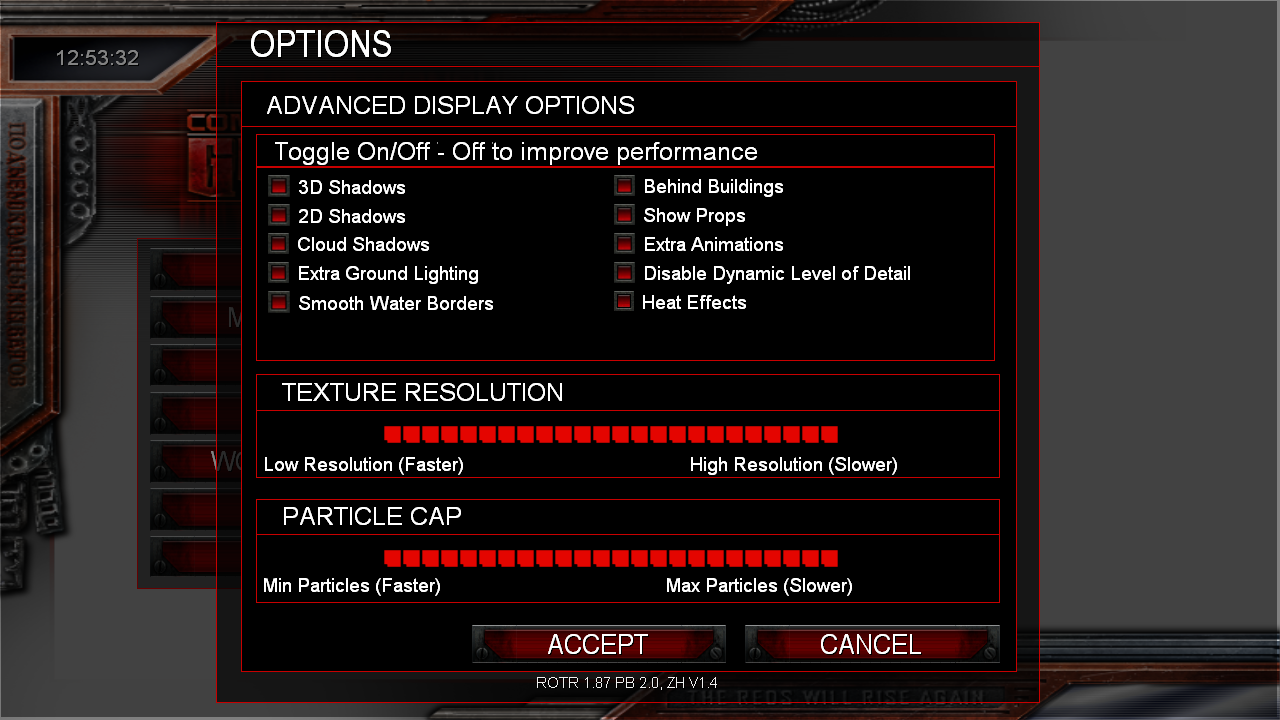 OPTIONS
12:53:32
ADVANCED DISPLAY OPTIONS
Toggle On/Off - Off to improve performance
3D Shadows
2D Shadows
Cloud Shadows
Extra Ground Lighting
Smooth Water Borders
Behind Buildings
Show Props
Extra Animations
Disable Dynamic Level of Detail
Heat Effects
TEXTURE RESOLUTION
Low Resolution (Faster)
High Resolution (Slower)
PARTICLE CAP
Min Particles (Faster)
Max Particles (Slower)
ACCEPT
CANCEL
ROTR 1.87 PB 2.0, ZH V1.4
THE REDS WILL RISE AGAIN